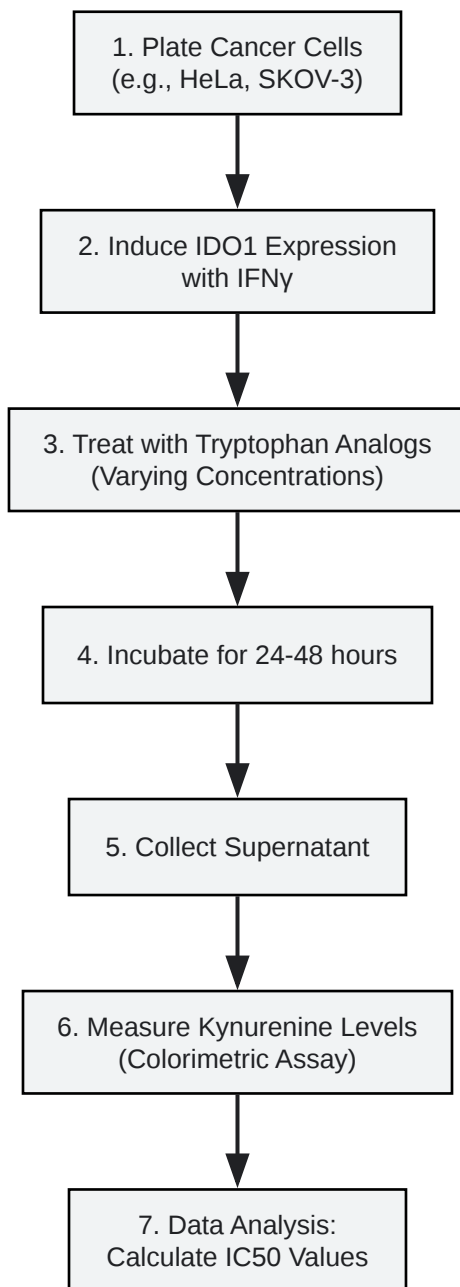 1. Plate Cancer Cells
(e.g., HeLa, SKOV-3)
2. Induce IDO1 Expression
with IFNγ
3. Treat with Tryptophan Analogs
(Varying Concentrations)
4. Incubate for 24-48 hours
5. Collect Supernatant
6. Measure Kynurenine Levels
(Colorimetric Assay)
7. Data Analysis:
Calculate IC50 Values